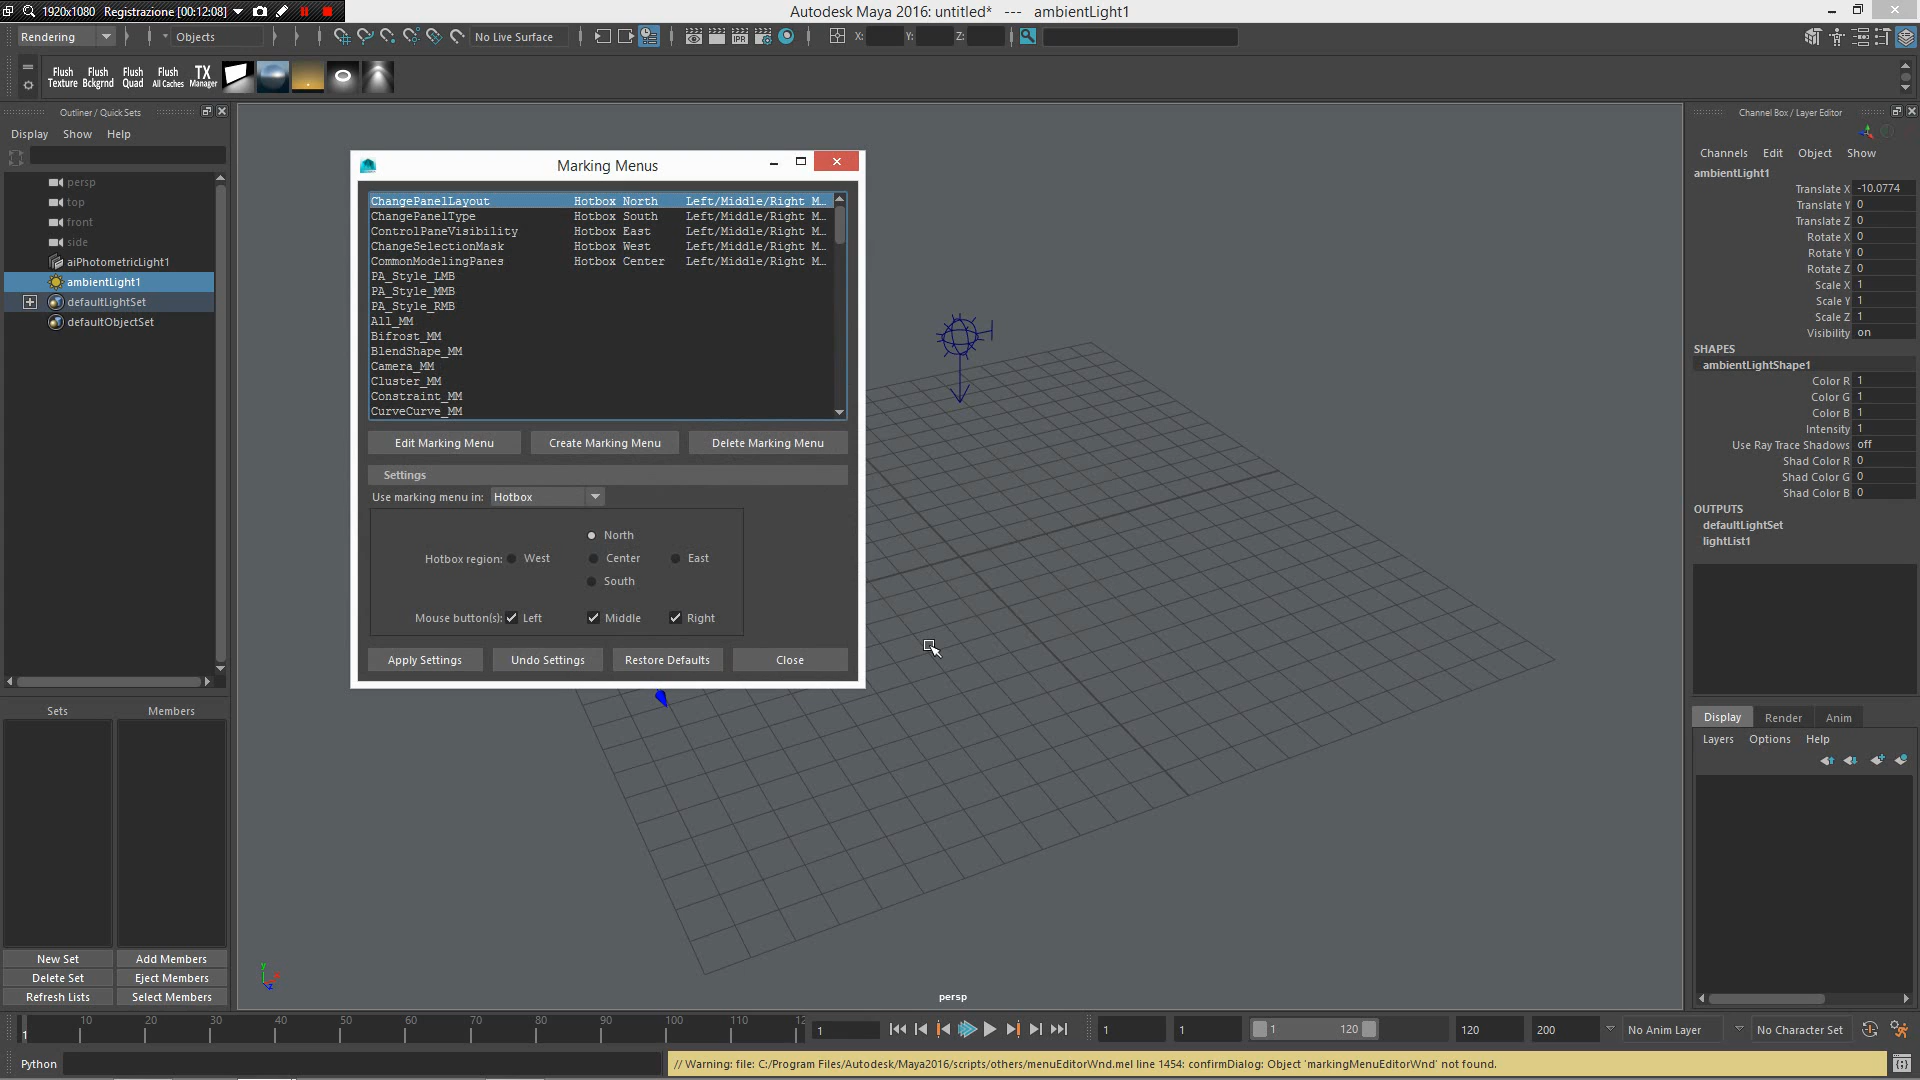 1920x1080 Registrazione [00:12:08]
Autodesk Maya 2016: untitled* --- ambientLight1
Rendering
Objects
No Live Surface
X:
Y:
Z:
Flush Texture
Flush Bckgrnd
Flush Quad
Flush All Caches
TX Manager
Outliner / Quick Sets
Display Show Help
persp
top
front
side
aiPhotometricLight1
ambientLight1
defaultLightSet
defaultObjectSet
Sets
Members
New Set
Add Members
Delete Set
Eject Members
Refresh Lists
Select Members
Marking Menus
ChangePanelLayout Hotbox North Left/Middle/Right M…
ChangePanelType Hotbox South Left/Middle/Right M…
ControlPaneVisibility Hotbox East Left/Middle/Right M…
ChangeSelectionMask Hotbox West Left/Middle/Right M…
CommonModelingPanes Hotbox Center Left/Middle/Right M…
PA_Style_LMB
PA_Style_MMB
PA_Style_RMB
All_MM
Bifrost_MM
BlendShape_MM
Camera_MM
Cluster_MM
Constraint_MM
CurveCurve_MM
Edit Marking Menu
Create Marking Menu
Delete Marking Menu
Settings
Use marking menu in: Hotbox
North
Hotbox region: West Center East
South
Mouse button(s): Left Middle Right
Apply Settings
Undo Settings
Restore Defaults
Close
y
z
persp
Channel Box / Layer Editor
Channels Edit Object Show
ambientLight1
Translate X -10.0774
Translate Y 0
Translate Z 0
Rotate X 0
Rotate Y 0
Rotate Z 0
Scale X 1
Scale Y 1
Scale Z 1
Visibility on
SHAPES
ambientLightShape1
Color R 1
Color G 1
Color B 1
Intensity 1
Use Ray Trace Shadows off
Shad Color R 0
Shad Color G 0
Shad Color B 0
OUTPUTS
defaultLightSet
lightList1
Display Render Anim
Layers Options Help
1 10 20 30 40 50 60 70 80 90 100 110 12
1
1
1
1 120
120
200
No Anim Layer
No Character Set
Python
// Warning: file: C:/Program Files/Autodesk/Maya2016/scripts/others/menuEditorWnd.mel line 1454: confirmDialog: Object 'markingMenuEditorWnd' not found.